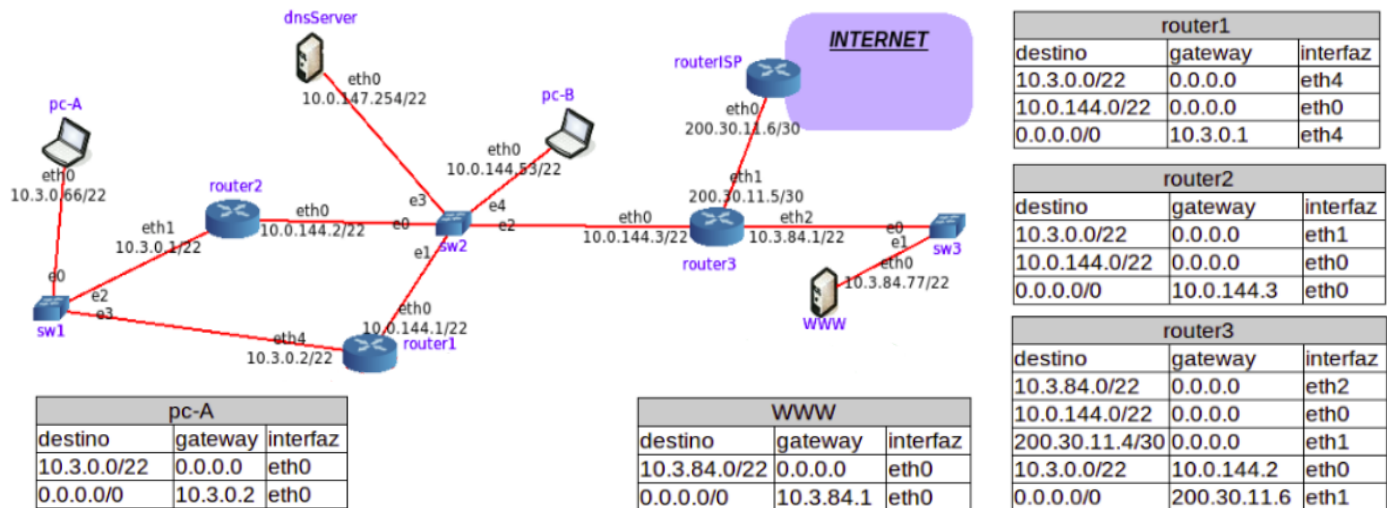 dnsServer
eth0
10.0.147.254/22
pc-A
eth0
10.3.0.66/22
router2
eth1
10.3.0.1/22
eth0
10.0.144.2/22
e0
e2
e3
sw1
eth4
10.3.0.2/22
router1
eth0
10.0.144.1/22
pc-B
eth0
10.0.144.53/22
e3
e4
e0
e2
e1
sw2
INTERNET
routerISP
eth0
200.30.11.6/30
eth1
200.30.11.5/30
eth0
10.0.144.3/22
router3
eth2
10.3.84.1/22
e0
e1
sw3
eth0
10.3.84.77/22
WWW
router1
destino gateway interfaz
10.3.0.0/22 0.0.0.0 eth4
10.0.144.0/22 0.0.0.0 eth0
0.0.0.0/0 10.3.0.1 eth4
router2
destino gateway interfaz
10.3.0.0/22 0.0.0.0 eth1
10.0.144.0/22 0.0.0.0 eth0
0.0.0.0/0 10.0.144.3 eth0
router3
destino gateway interfaz
10.3.84.0/22 0.0.0.0 eth2
10.0.144.0/22 0.0.0.0 eth0
200.30.11.4/30 0.0.0.0 eth1
10.3.0.0/22 10.0.144.2 eth0
0.0.0.0/0 200.30.11.6 eth1
pc-A
destino gateway interfaz
10.3.0.0/22 0.0.0.0 eth0
0.0.0.0/0 10.3.0.2 eth0
WWW
destino gateway interfaz
10.3.84.0/22 0.0.0.0 eth0
0.0.0.0/0 10.3.84.1 eth0